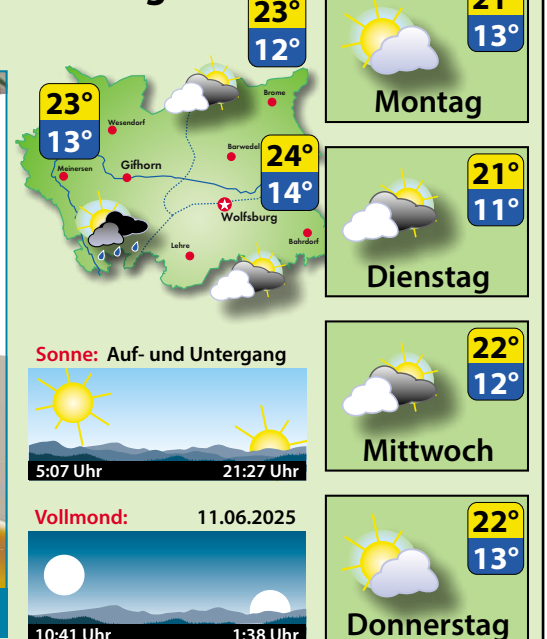 23°
12°
23°
13°
Wesendorf
Brome
Barwedel
Meinersen
Gifhorn
24°
14°
Wolfsburg
Lehre
Bahrdorf
Sonne: Auf- und Untergang
5:07 Uhr 21:27 Uhr
Vollmond: 11.06.2025
10:41 Uhr 1:38 Uhr
21°
13°
Montag
21°
11°
Dienstag
22°
12°
Mittwoch
22°
13°
Donnerstag